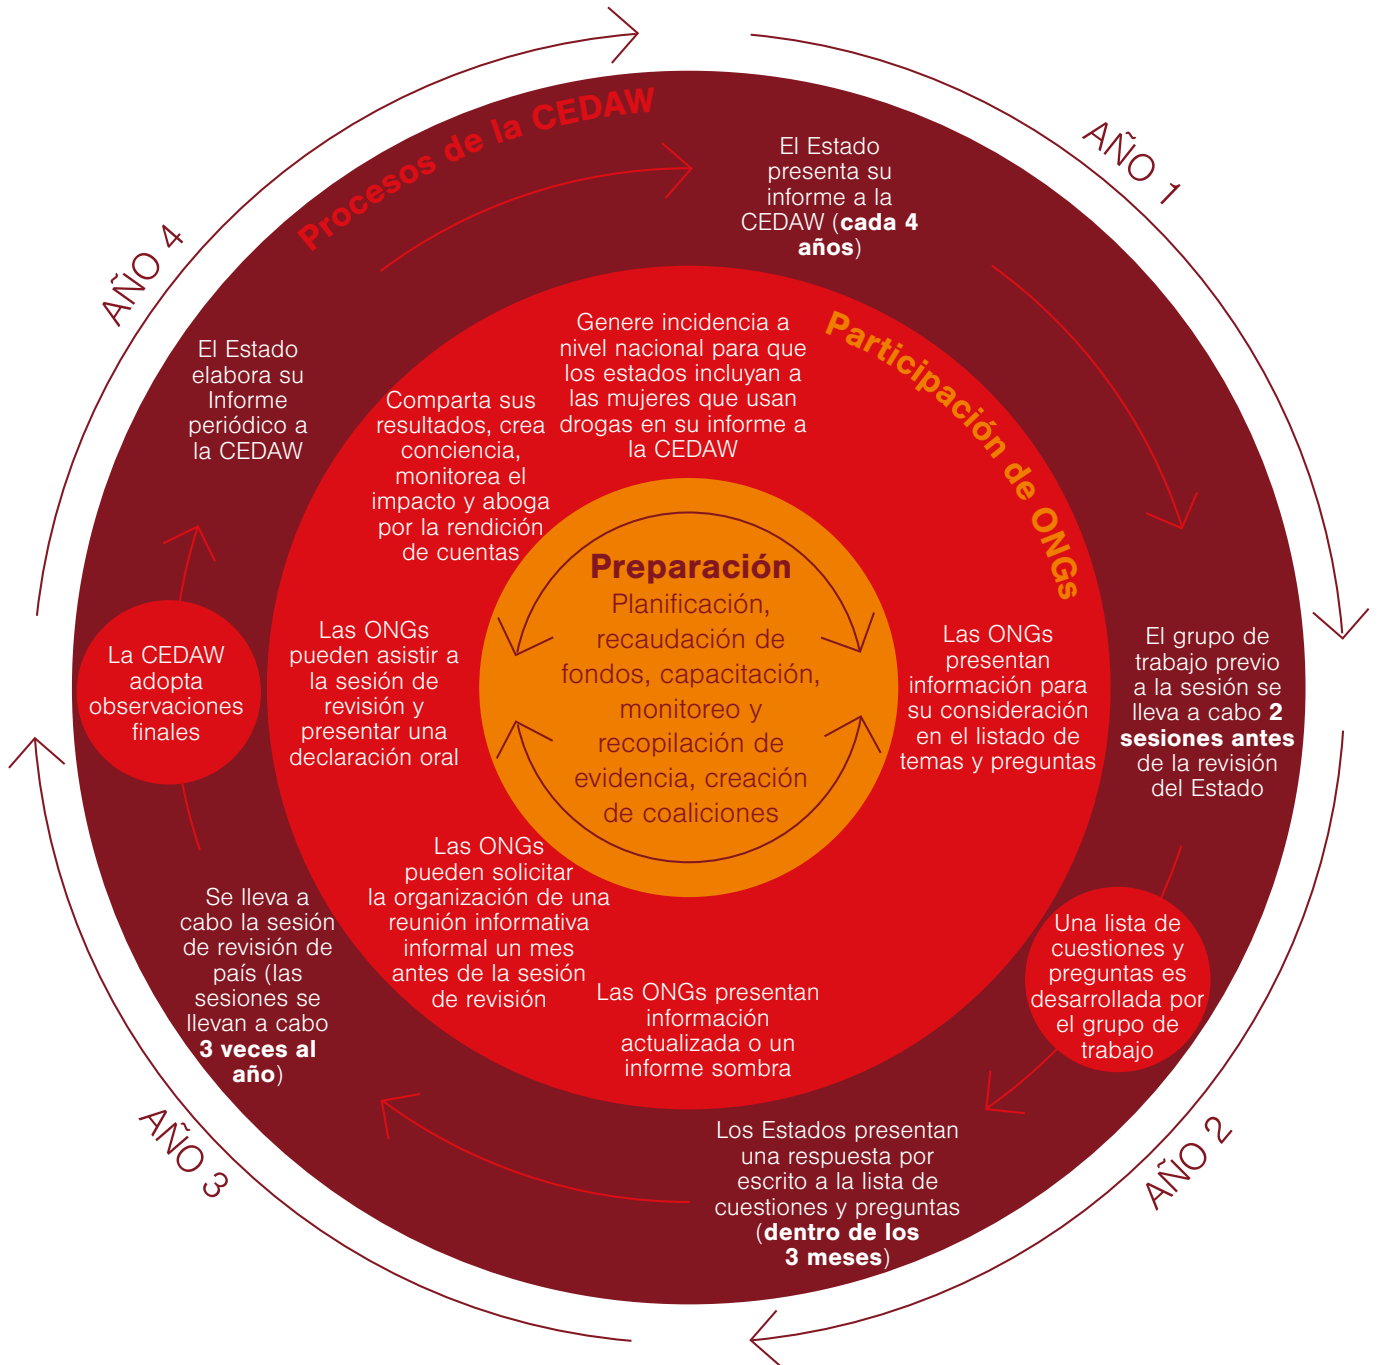 Procesos de la CEDAW
AÑO 1
El Estado
presenta su
informe a la
CEDAW (cada 4
años)
El grupo de
trabajo previo
a la sesión se
lleva a cabo 2
sesiones antes
de la revisión
del Estado
Una lista de
cuestiones y
preguntas es
desarrollada por
el grupo de
trabajo
AÑO 2
Los Estados presentan
una respuesta por
escrito a la lista de
cuestiones y preguntas
(dentro de los
3 meses)
AÑO 3
Se lleva a
cabo la sesión
de revisión de
país (las
sesiones se
llevan a cabo
3 veces al
año)
La CEDAW
adopta
observaciones
finales
AÑO 4
El Estado
elabora su
Informe
periódico a
la CEDAW
Participación de ONGs
Genere incidencia a
nivel nacional para que
los estados incluyan a
las mujeres que usan
drogas en su informe a
la CEDAW
Las ONGs
presentan
información para
su consideración
en el listado de
temas y preguntas
Las ONGs presentan
información
actualizada o un
informe sombra
Las ONGs
pueden solicitar
la organización de una
reunión informativa
informal un mes
antes de la sesión
de revisión
Las ONGs
pueden asistir a
la sesión de
revisión y
presentar una
declaración oral
Comparta sus
resultados, crea
conciencia,
monitorea el
impacto y aboga
por la rendición
de cuentas
Preparación
Planificación,
recaudación de
fondos, capacitación,
monitoreo y
recopilación de
evidencia, creación
de coaliciones